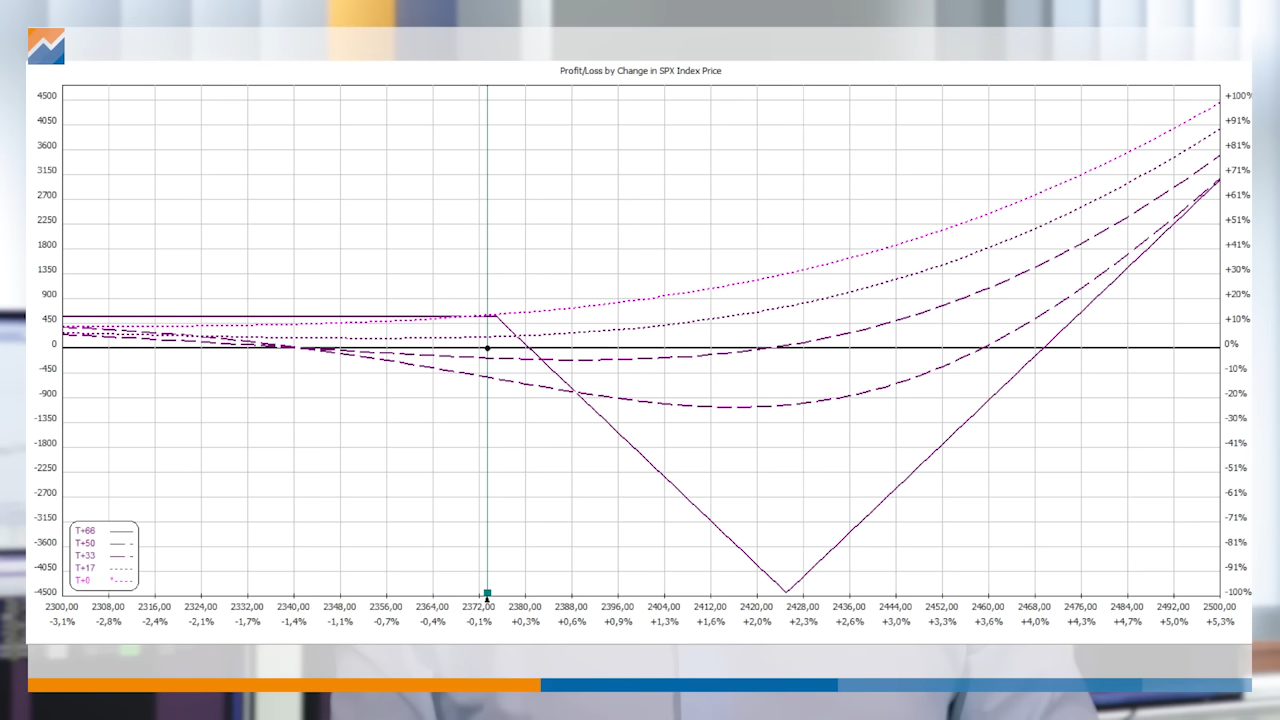 Profit/Loss by Change in SPX Index Price
4500 +100%
4050 +91%
3600 +81%
3150 +71%
2700 +61%
2250 +51%
1800 +41%
1350 +30%
900 +20%
450 +10%
0 0%
-450 -10%
-900 -20%
-1350 -30%
-1800 -41%
-2250 -51%
-2700 -61%
-3150 -71%
-3600 -81%
-4050 -91%
-4500 -100%
T+66
T+50
T+33
T+17
T+0 *
2300,00 2308,00 2316,00 2324,00 2332,00 2340,00 2348,00 2356,00 2364,00 2372,00 2380,00 2388,00 2396,00 2404,00 2412,00 2420,00 2428,00 2436,00 2444,00 2452,00 2460,00 2468,00 2476,00 2484,00 2492,00 2500,00
-3,1% -2,8% -2,4% -2,1% -1,7% -1,4% -1,1% -0,7% -0,4% -0,1% +0,3% +0,6% +0,9% +1,3% +1,6% +2,0% +2,3% +2,6% +3,0% +3,3% +3,6% +4,0% +4,3% +4,7% +5,0% +5,3%